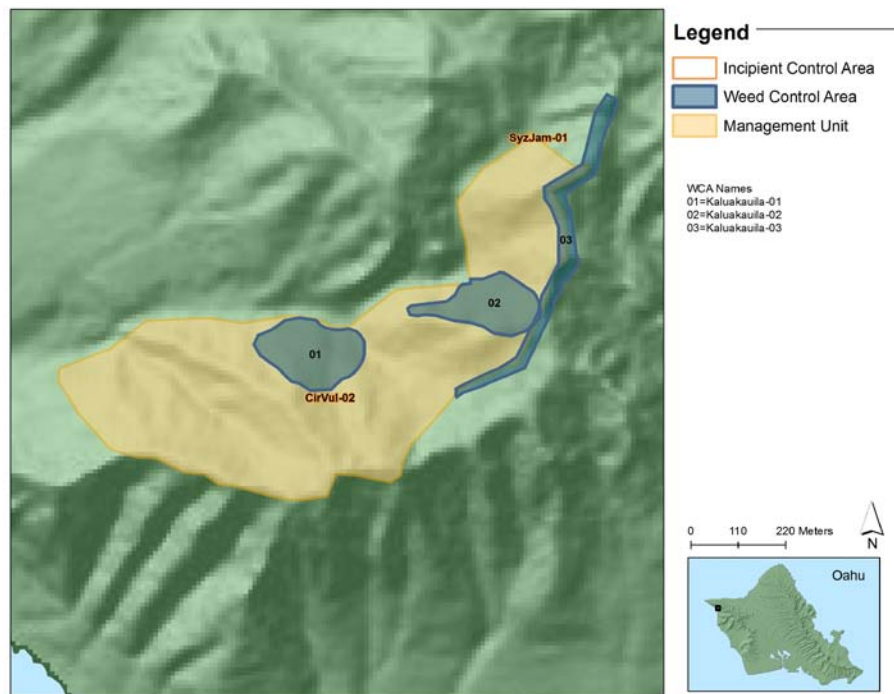 Legend
Incipient Control Area
Weed Control Area
Management Unit
WCA Names
01=Kaluakauila-01
02=Kaluakauila-02
03=Kaluakauila-03
SyzJam-01
03
02
01
CirVul-02
0 110 220 Meters
N
Oahu